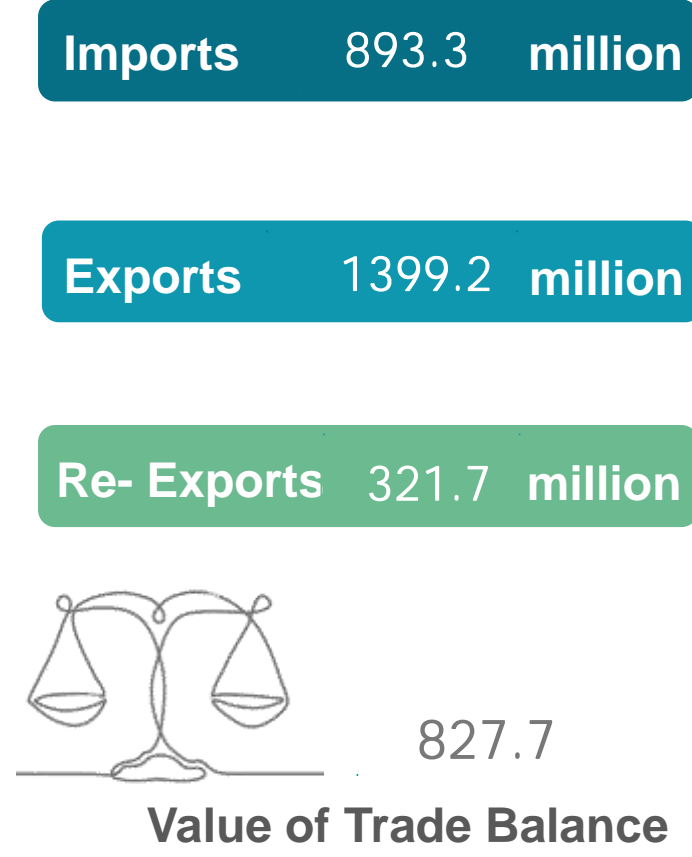 Imports 893.3 million
Exports 1399.2 million
Re- Exports 321.7 million
827.7
Value of Trade Balance